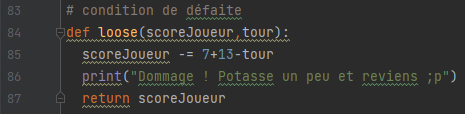 83 # condition de défaite
84 def loose(scoreJoueur,tour):
85 scoreJoueur -= 7+13-tour
86 print("Dommage ! Potasse un peu et reviens ;p")
87 return scoreJoueur